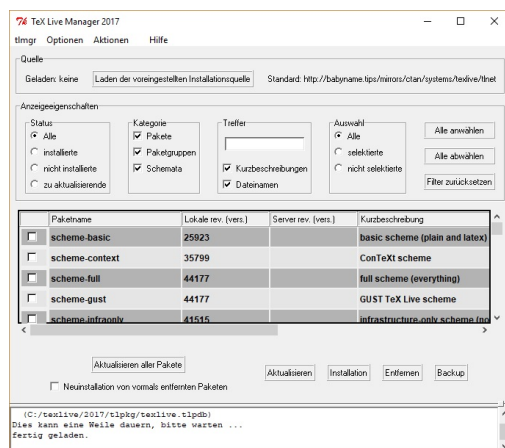 TeX Live Manager 2017
tlmgr Optionen Aktionen Hilfe
Quelle
Geladen: keine Laden der voreingestellten Installationsquelle Standard: http://babyname.tips/mirrors/ctan/systems/texlive/tlnet
Anzeigeeigenschaften
Status Kategorie Treffer Auswahl
Alle Pakete Alle Alle anwählen
installierte Paketgruppen selektierte Alle abwählen
nicht installierte Schemata Kurzbeschreibungen nicht selektierte
zu aktualisierende Dateinamen Filter zurücksetzen
Paketname Lokale rev. (vers.) Server rev. (vers.) Kurzbeschreibung
scheme-basic 25923 basic scheme (plain and latex)
scheme-context 35799 ConTeXt scheme
scheme-full 44177 full scheme (everything)
scheme-gust 44177 GUST TeX Live scheme
scheme-infraonly 41515 infrastructure-only scheme (no
Aktualisieren aller Pakete Aktualisieren Installation Entfernen Backup
Neuinstallation von vormals entfernten Paketen
(C:/texlive/2017/tlpkg/texlive.tlpdb)
Dies kann eine Weile dauern, bitte warten ...
fertig geladen.